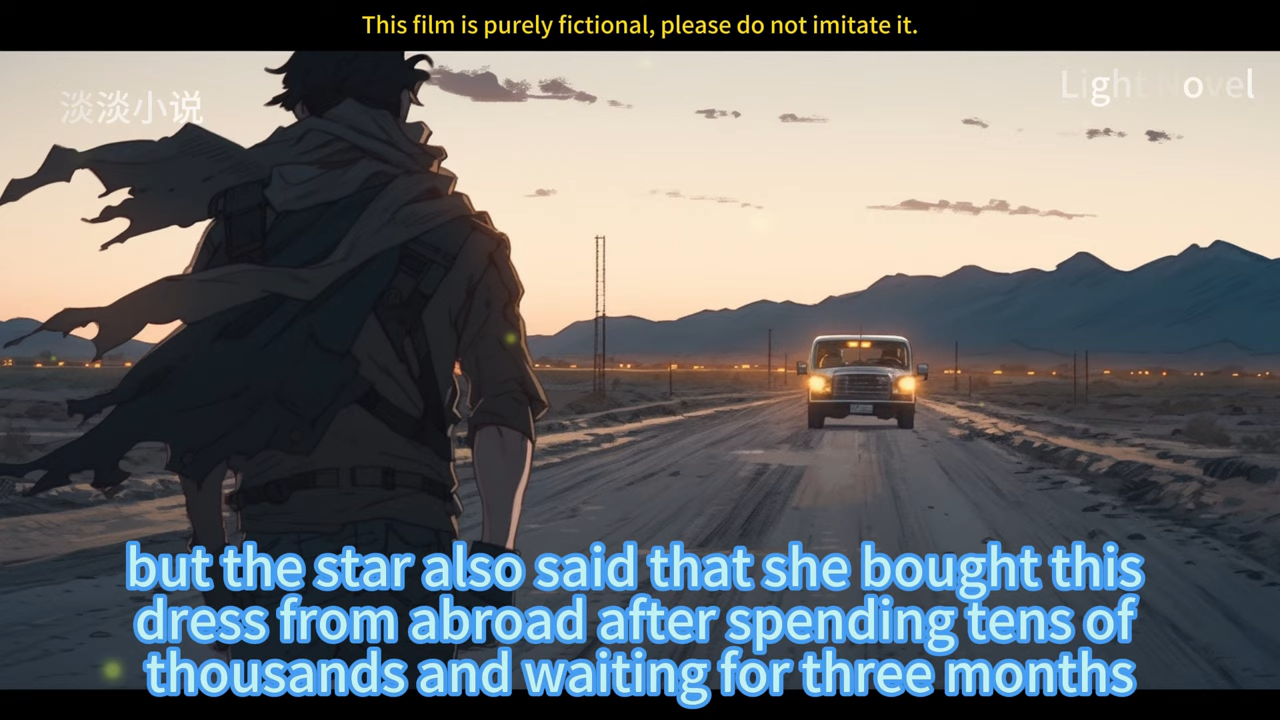 This film is purely fictional, please do not imitate it.
淡淡小说
Light Novel
but the star also said that she bought this
dress from abroad after spending tens of
thousands and waiting for three months